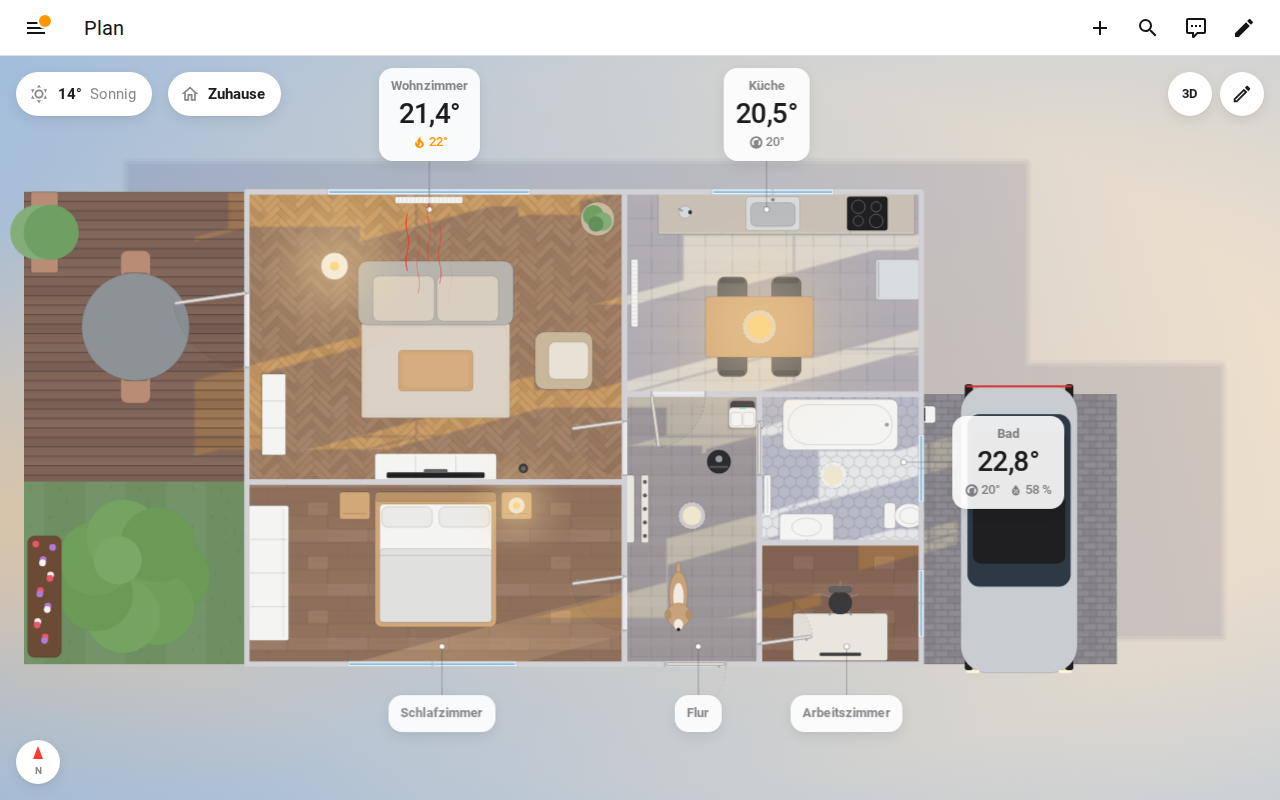 Plan
14° Sonnig
Zuhause
Wohnzimmer
21,4°
22°
Küche
20,5°
20°
3D
Bad
22,8°
20° 58 %
Schlafzimmer
Flur
Arbeitszimmer
N